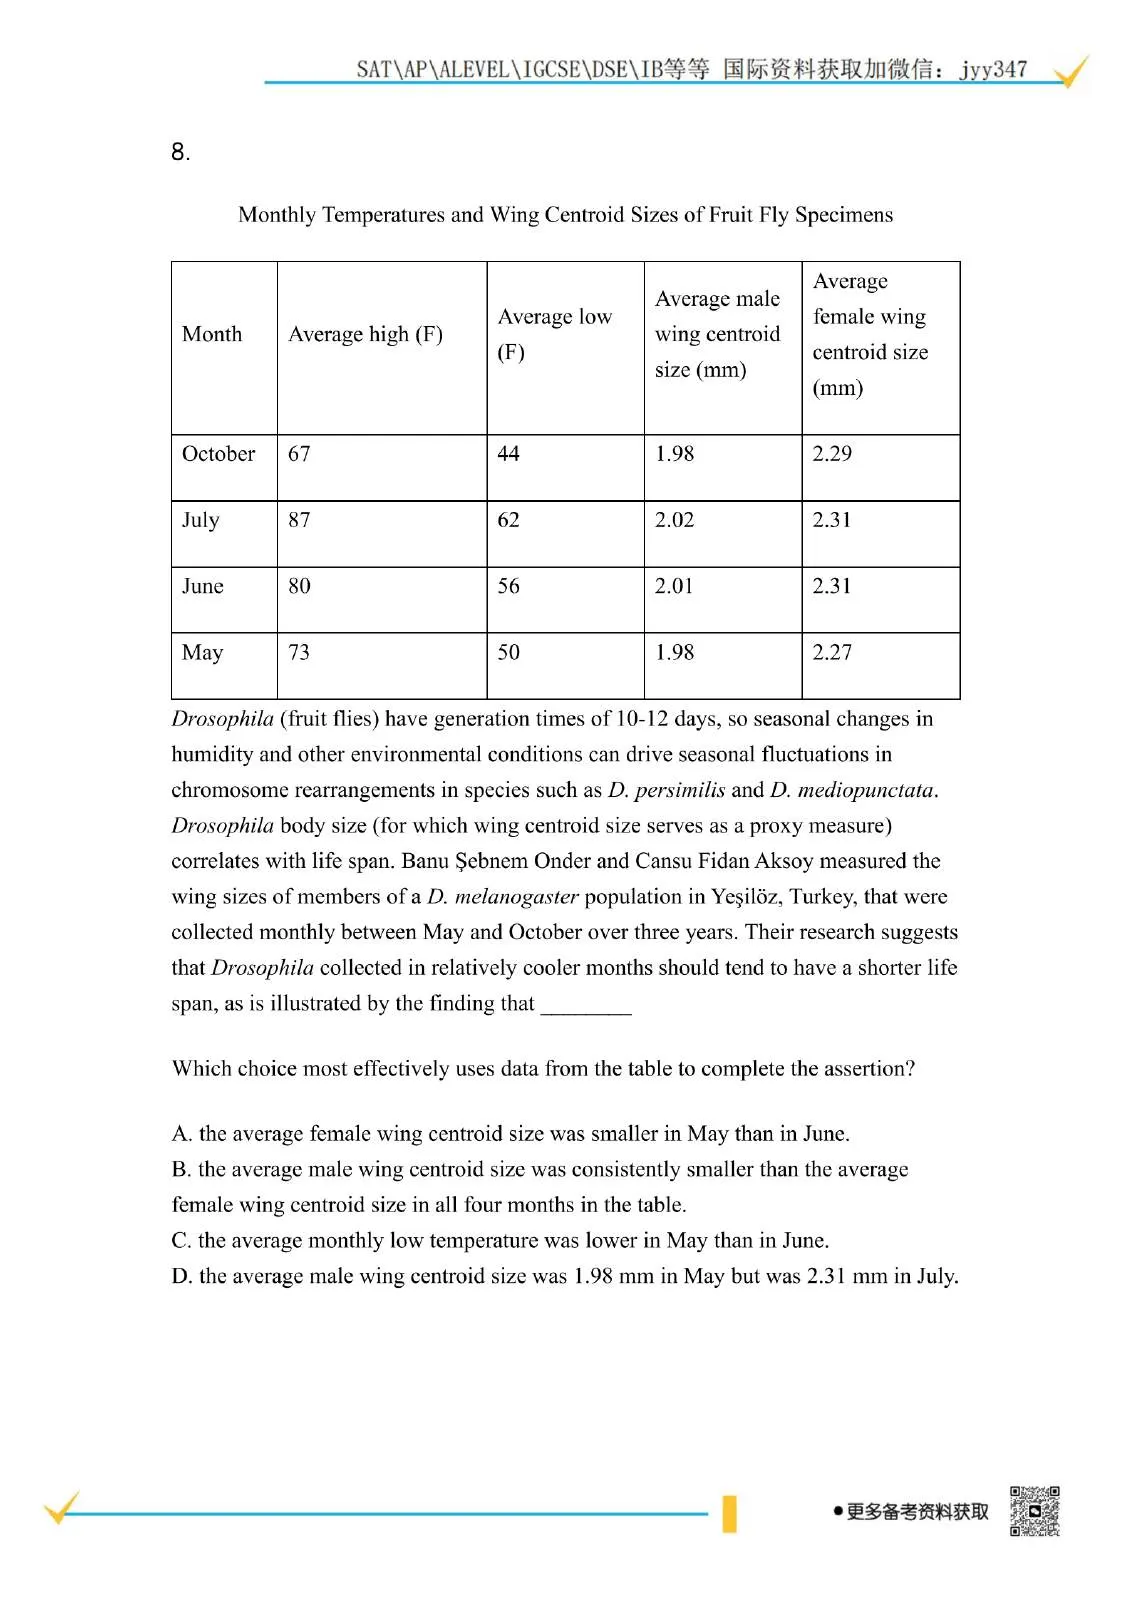 SAT\AP\ALEVEL\IGCSE\DSE\IB等等 国际资料获取加微信：jyy347
8.
Monthly Temperatures and Wing Centroid Sizes of Fruit Fly Specimens
Month
Average high (F)
Average low
(F)
Average male
wing centroid
size (mm)
Average
female wing
centroid size
(mm)
October 67 44 1.98 2.29
July 87 62 2.02 2.31
June 80 56 2.01 2.31
May 73 50 1.98 2.27
Drosophila (fruit flies) have generation times of 10-12 days, so seasonal changes in
humidity and other environmental conditions can drive seasonal fluctuations in
chromosome rearrangements in species such as D. persimilis and D. mediopunctata.
Drosophila body size (for which wing centroid size serves as a proxy measure)
correlates with life span. Banu Şebnem Onder and Cansu Fidan Aksoy measured the
wing sizes of members of a D. melanogaster population in Yeşilöz, Turkey, that were
collected monthly between May and October over three years. Their research suggests
that Drosophila collected in relatively cooler months should tend to have a shorter life
span, as is illustrated by the finding that ________
Which choice most effectively uses data from the table to complete the assertion?
A. the average female wing centroid size was smaller in May than in June.
B. the average male wing centroid size was consistently smaller than the average
female wing centroid size in all four months in the table.
C. the average monthly low temperature was lower in May than in June.
D. the average male wing centroid size was 1.98 mm in May but was 2.31 mm in July.
●更多备考资料获取